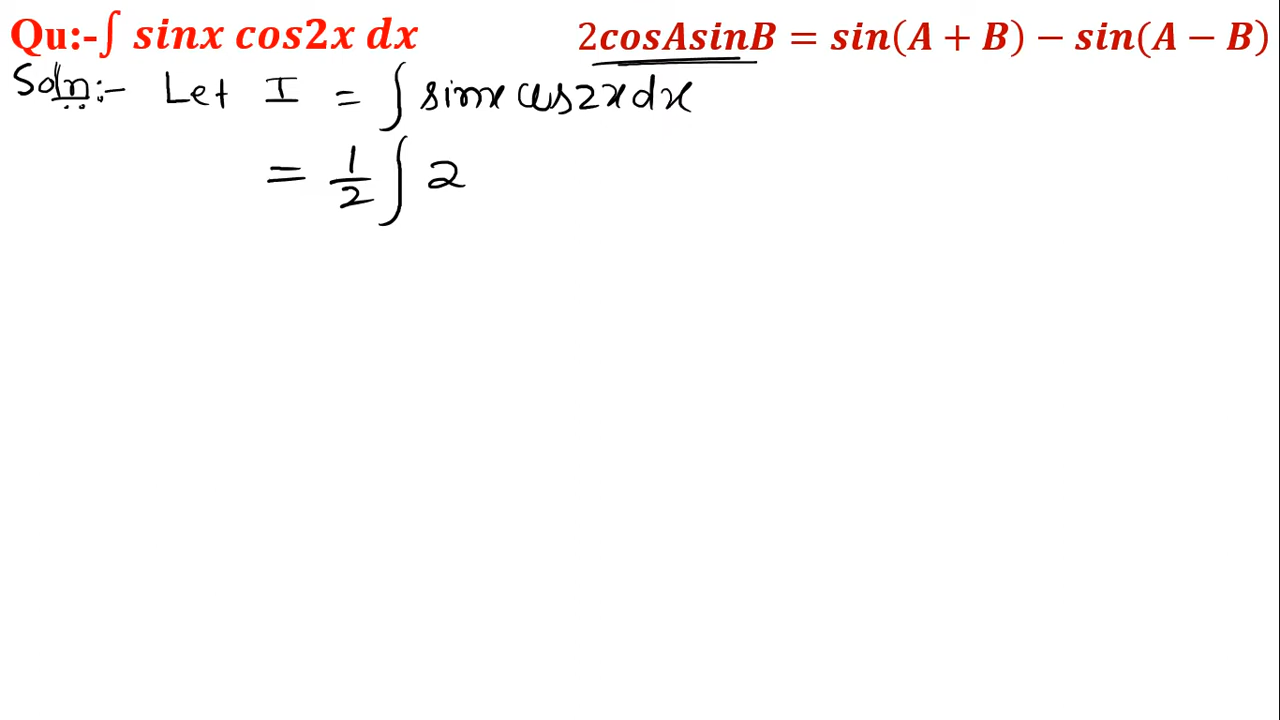 Qu:-∫ sinx cos2x dx
2cosAsinB = sin(A + B) − sin(A − B)
Soln:- Let I = ∫ sinx cos2x dx
= 1/2 ∫ 2